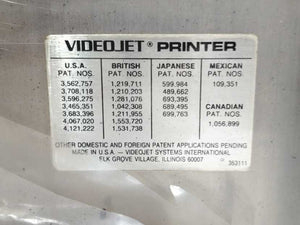 VIDEOJET® PRINTER
U.S.A. BRITISH JAPANESE MEXICAN
PAT. NOS. PAT. NOS. PAT. NOS. PAT. NOS.
3,562,757 1,219,711 599,984 109,351
3,708,118 1,210,203 489,662
3,596,275 1,281,076 693,395
3,465,351 1,042,308 689,495 CANADIAN
3,683,396 1,211,955 699,763 PAT. NOS.
4,067,020 1,553,720 1,056,899
4,121,222 1,531,738
OTHER DOMESTIC AND FOREIGN PATENT APPLICATIONS PENDING
MADE IN U.S.A. — VIDEOJET SYSTEMS INTERNATIONAL
ELK GROVE VILLAGE, ILLINOIS 60007
353111